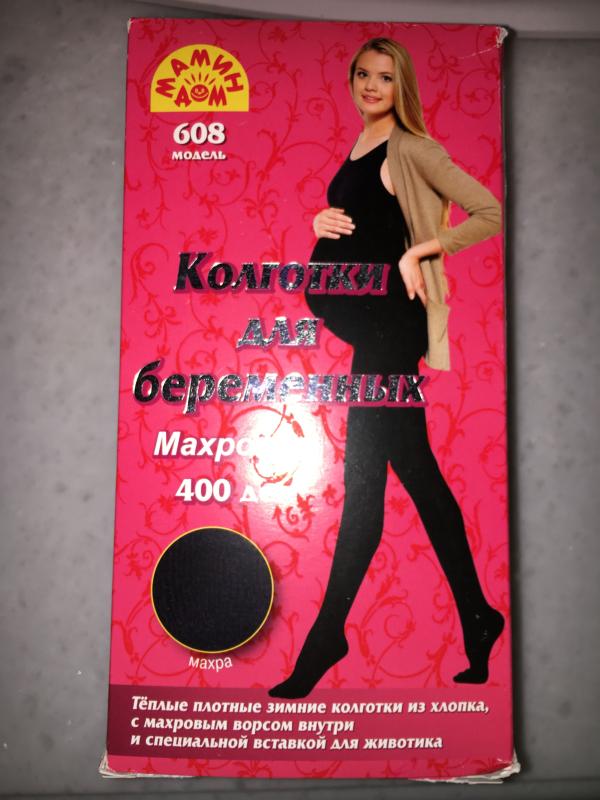 МАМИН
ДОМ
608
модель
Колготки
для
беременных
400
махра
Тёплые плотные зимние колготки из хлопка,
с махровым ворсом внутри
и специальной вставкой для животика